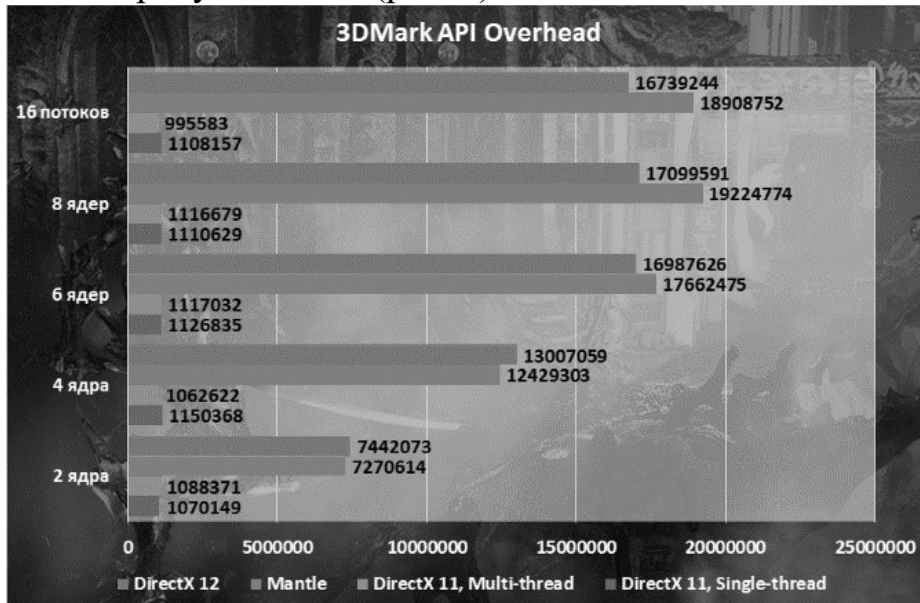 3DMark API Overhead
16739244
16 потоков
18908752
995583
1108157
17099591
8 ядер
19224774
1116679
1110629
16987626
6 ядер
17662475
1117032
1126835
13007059
4 ядра
12429303
1062622
1150368
7442073
2 ядра
7270614
1088371
1070149
0 5000000 10000000 15000000 20000000 25000000
DirectX 12 Mantle DirectX 11, Multi-thread DirectX 11, Single-thread